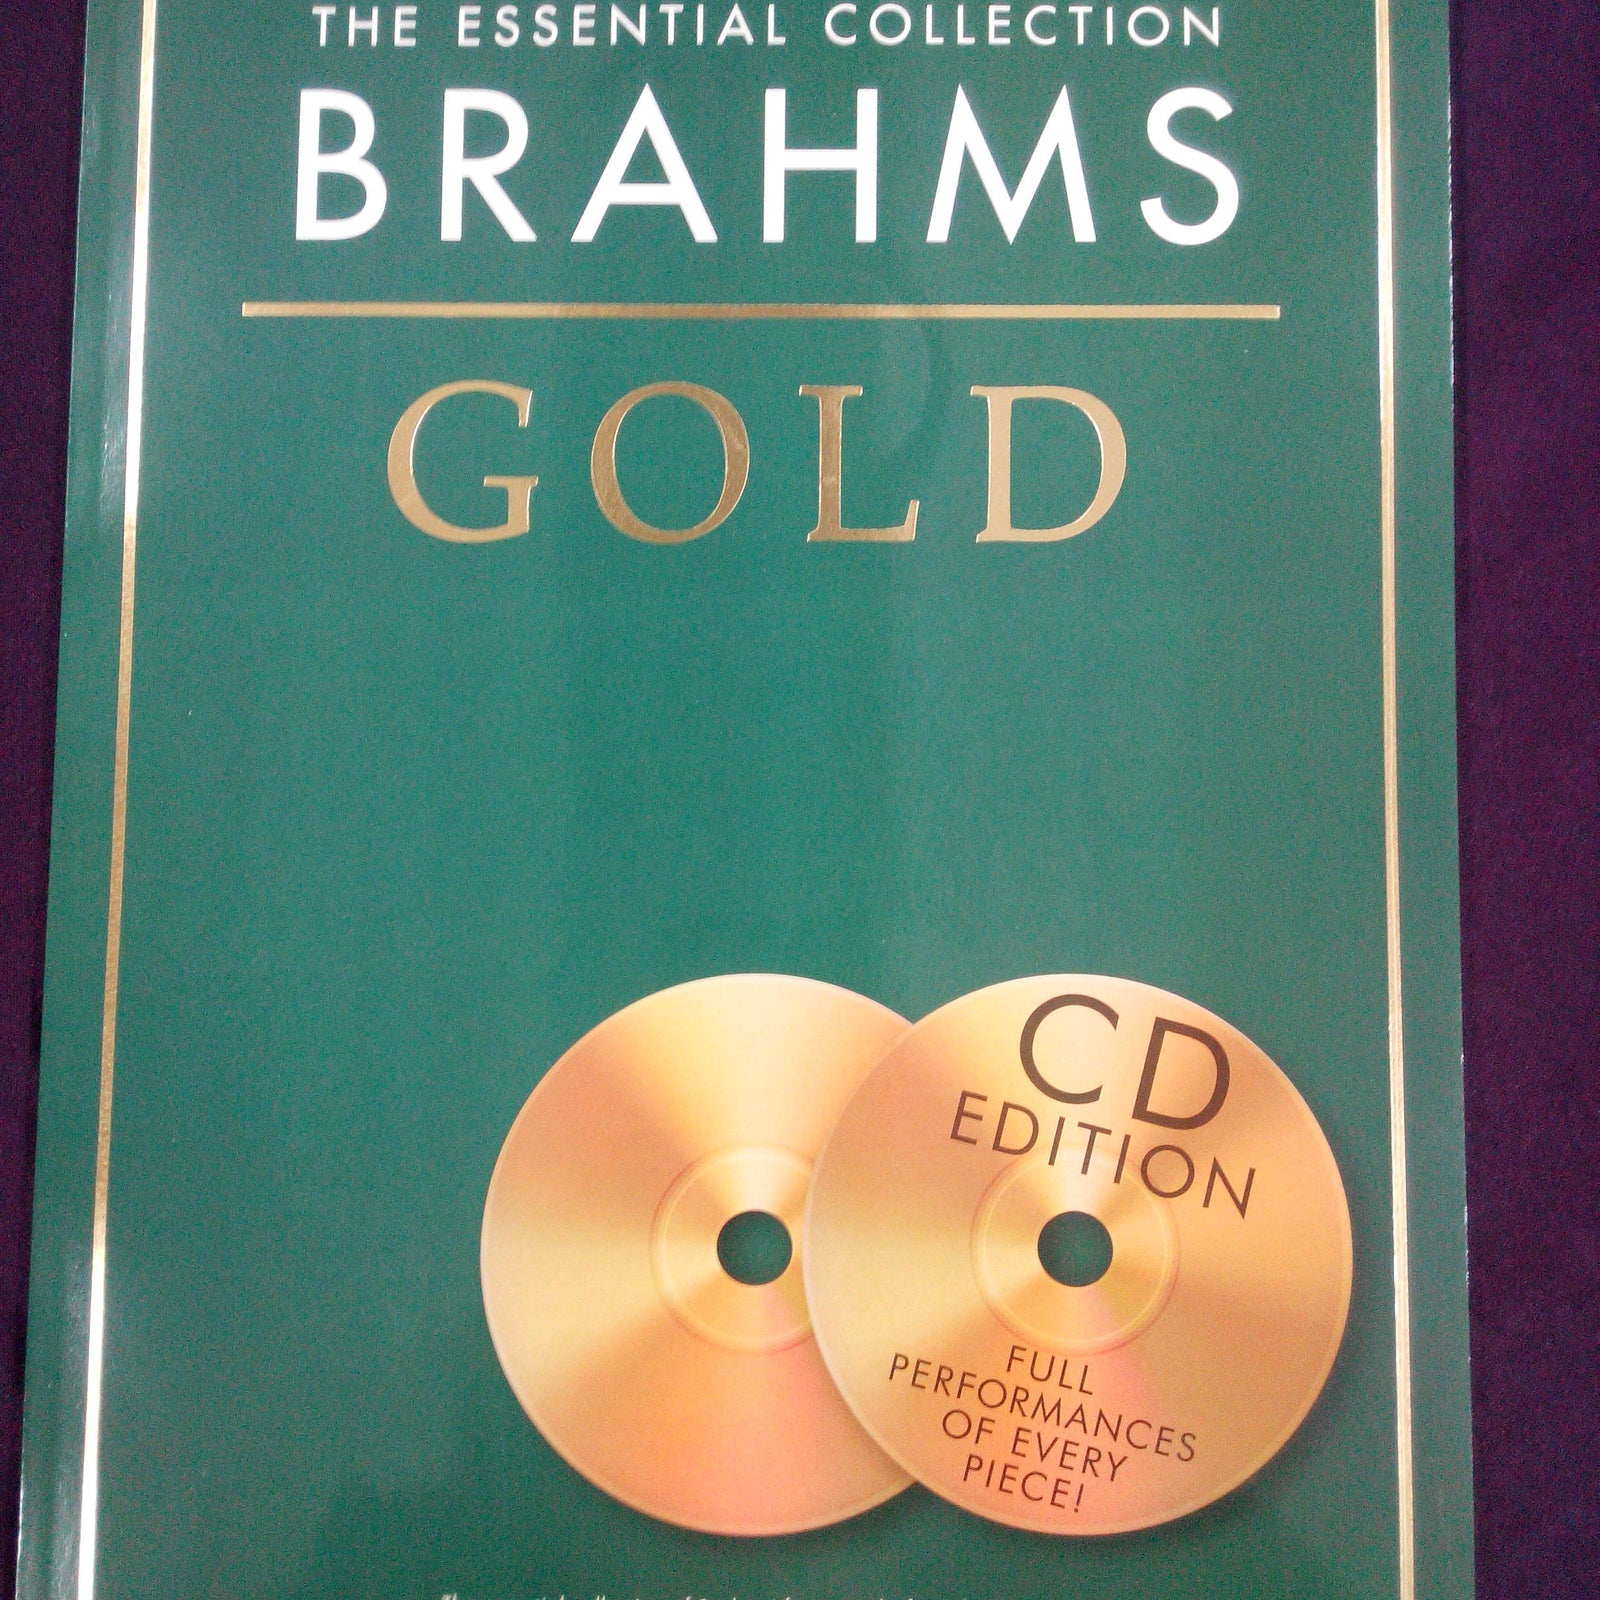 THE ESSENTIAL COLLECTION
BRAHMS
GOLD
CD
EDITION
FULL
PERFORMANCES
OF EVERY
PIECE!